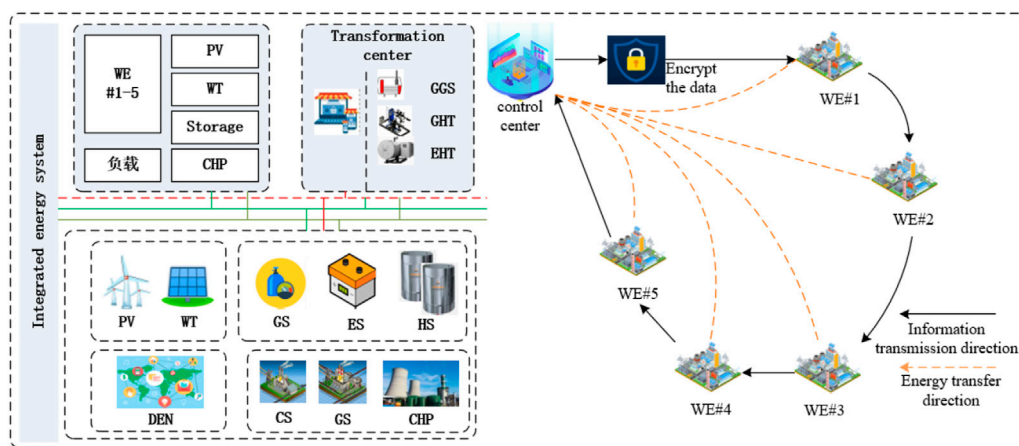 Integrated energy system
WE
#1-5
负载
PV
WT
Storage
CHP
Transformation
center
GGS
GHT
EHT
PV
WT
GS
ES
HS
DEN
CS
GS
CHP
control
center
Encrypt
the data
WE#1
WE#2
WE#3
WE#4
WE#5
Information
transmission direction
Energy transfer
direction